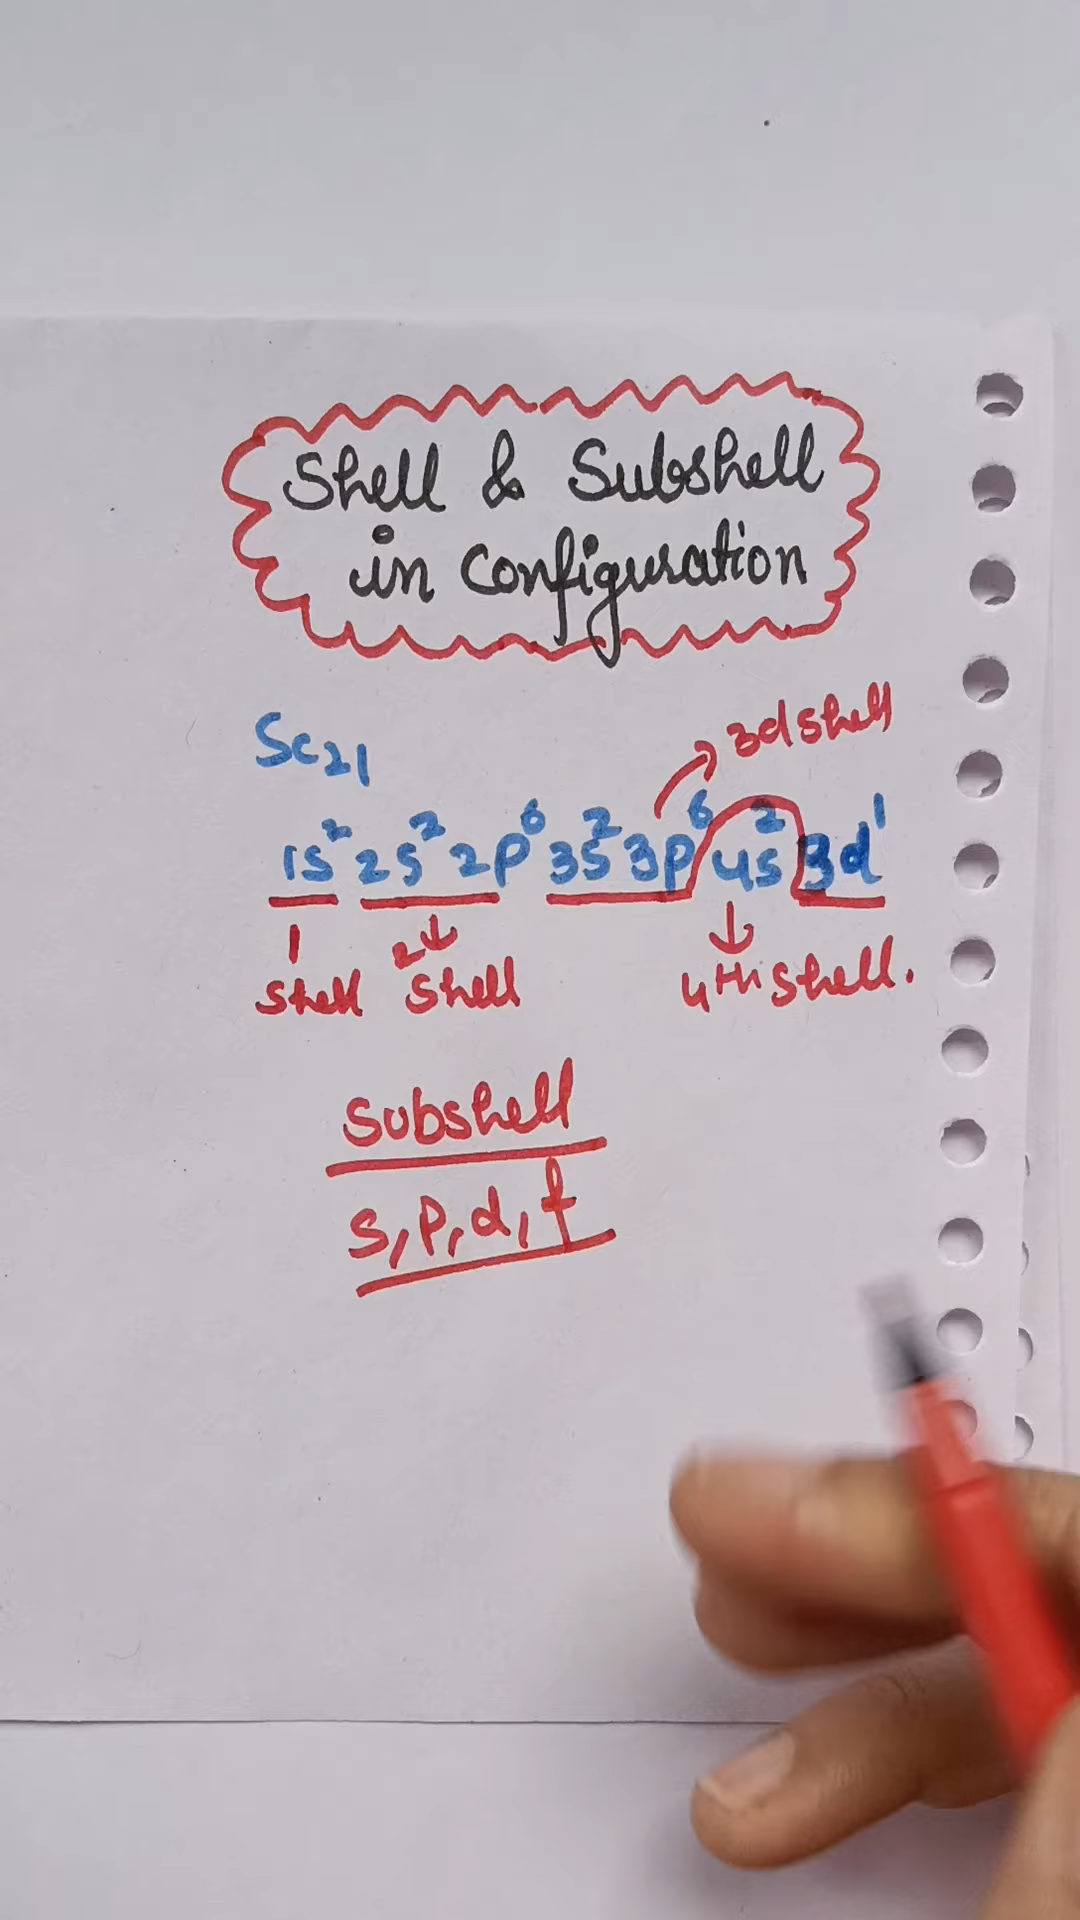 Shell & Subshell
in Configuration
Sc21
3d shell
1s² 2s² 2p⁶ 3s² 3p⁶ 4s² 3d¹
1 shell
2 shell
4th shell.
Subshell
s, p, d, f